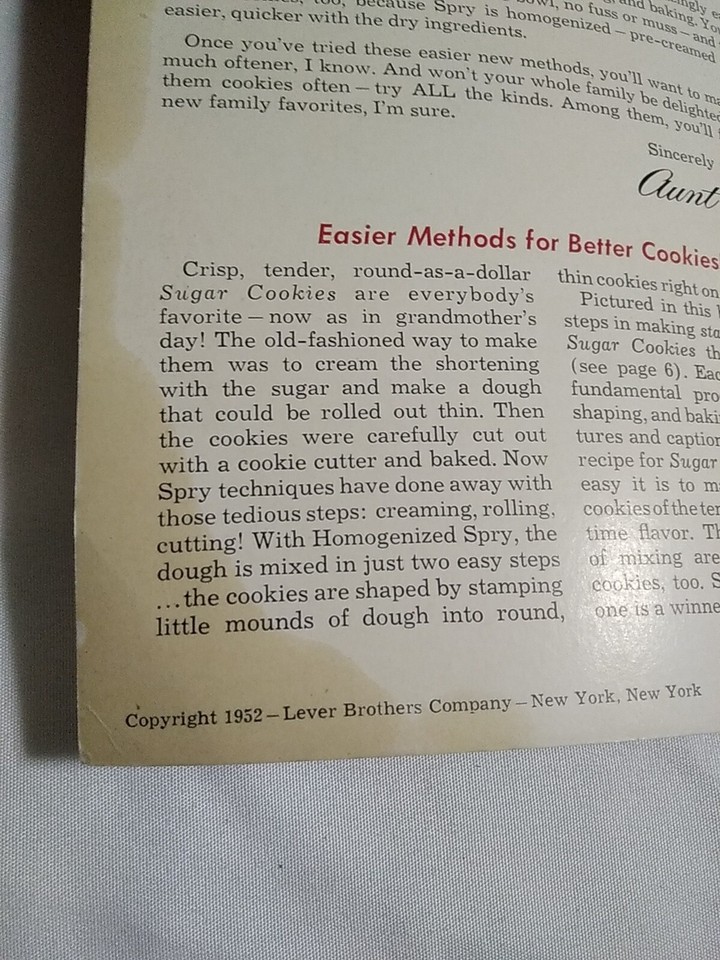 too, because Spry is homogenized – pre-creamed
easier, quicker with the dry ingredients.
Once you've tried these easier new methods, you'll want to
much oftener, I know. And won't your whole family be delighted
them cookies often – try ALL the kinds. Among them, you'll
new family favorites, I'm sure.
Sincerely
Aunt
Easier Methods for Better Cookies
Crisp, tender, round-as-a-dollar
Sugar Cookies are everybody's
favorite – now as in grandmother's
day! The old-fashioned way to make
them was to cream the shortening
with the sugar and make a dough
that could be rolled out thin. Then
the cookies were carefully cut out
with a cookie cutter and baked. Now
Spry techniques have done away with
those tedious steps: creaming, rolling,
cutting! With Homogenized Spry, the
dough is mixed in just two easy steps
...the cookies are shaped by stamping
little mounds of dough into round,
thin cookies right on
Pictured in this
steps in making
Sugar Cookies
(see page 6).
fundamental
shaping, and
tures and
recipe for Sugar
easy it is to
cookies of the
time flavor.
of mixing are
cookies, too.
one is a
Copyright 1952 – Lever Brothers Company – New York, New York